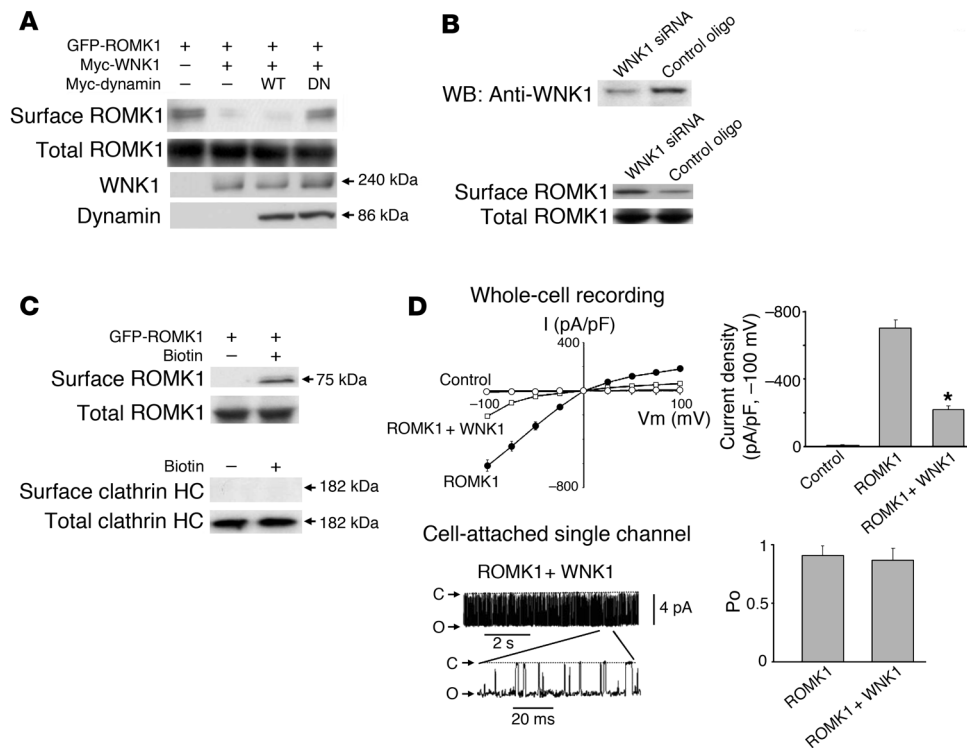 A
GFP-ROMK1 + + + +
Myc-WNK1 – + + +
Myc-dynamin – – WT DN
Surface ROMK1
Total ROMK1
WNK1 240 kDa
Dynamin 86 kDa
B
WNK1 siRNA Control oligo
WB: Anti-WNK1
WNK1 siRNA Control oligo
Surface ROMK1
Total ROMK1
C
GFP-ROMK1 + +
Biotin – +
Surface ROMK1 75 kDa
Total ROMK1
Biotin – +
Surface clathrin HC 182 kDa
Total clathrin HC 182 kDa
D
Whole-cell recording
I (pA/pF)
400
Control
–100
100
Vm (mV)
ROMK1 + WNK1
ROMK1
–800
Current density
(pA/pF, –100 mV)
–800
–400
0
*
Control ROMK1 ROMK1+ WNK1
Cell-attached single channel
ROMK1+ WNK1
C
O
4 pA
2 s
C
O
20 ms
Po
1
0.5
0
ROMK1 ROMK1 + WNK1